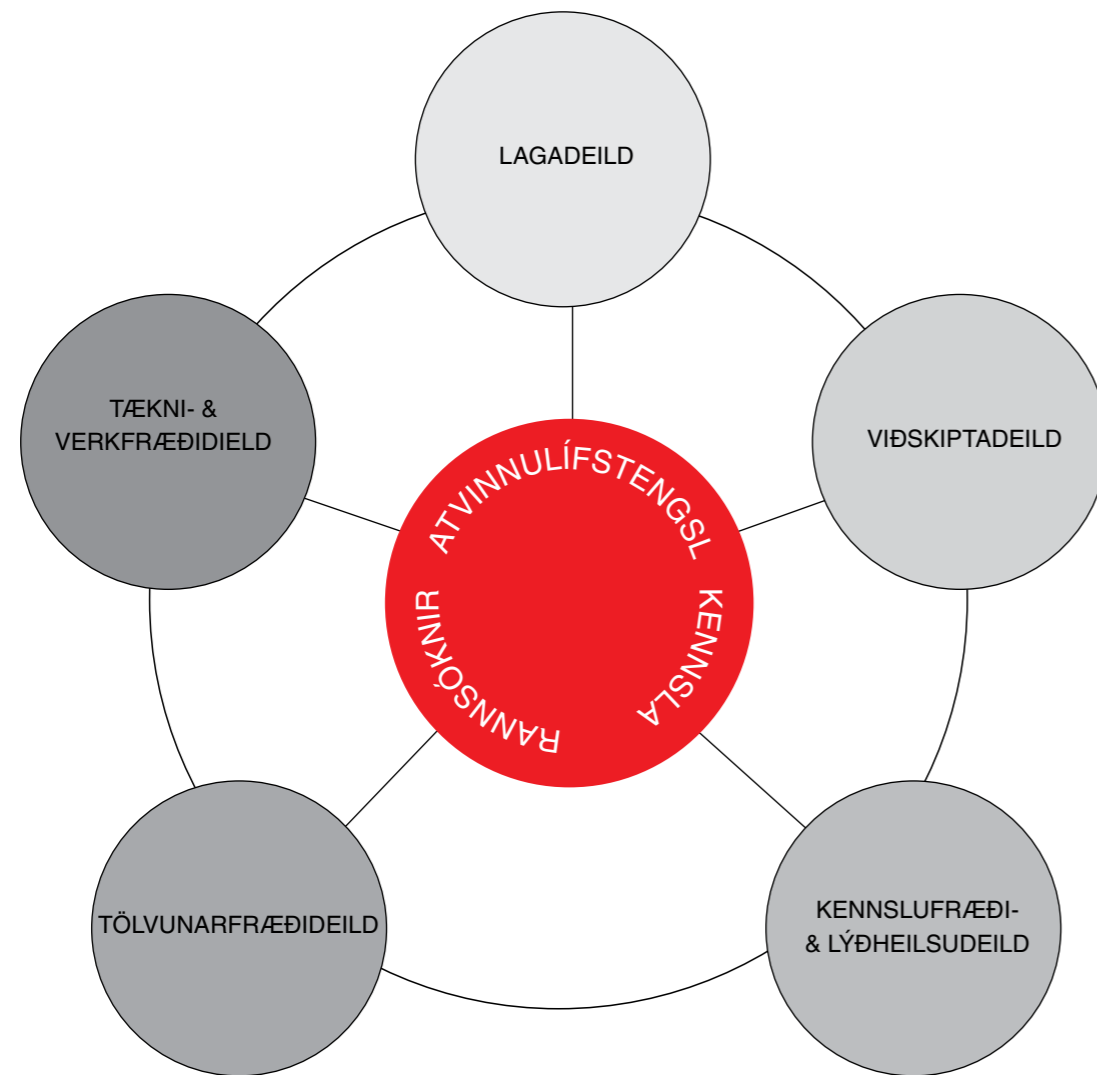 LAGADEILD
TÆKNI- &
VERKFRÆÐIDIELD
VIÐSKIPTADEILD
ATVINNULÍFSTENGSL
KENNSLA
RANNSÓKNIR
TÖLVUNARFRÆÐIDEILD
KENNSLUFRÆÐI-
& LÝÐHEILSUDEILD